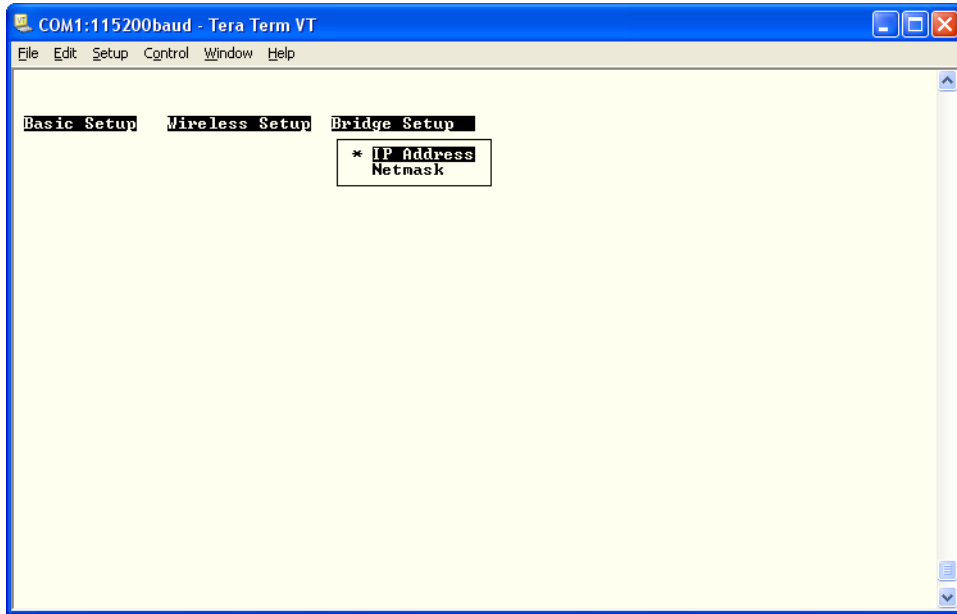 COM1:115200baud - Tera Term VT
File Edit Setup Control Window Help
Basic Setup Wireless Setup Bridge Setup
* IP Address
Netmask